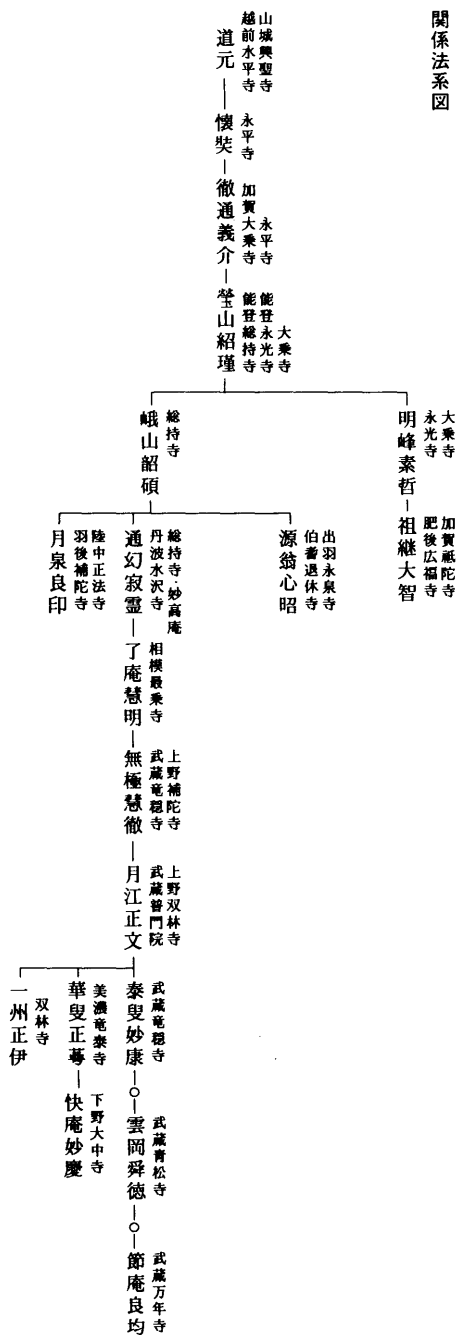 関係法系図
山城興聖寺
越前永平寺
道元
永平寺
懐奘
永平寺
加賀大乗寺
徹通義介
大乗寺
能登永光寺
能登総持寺
瑩山紹瑾
大乗寺
永光寺
明峰素哲
加賀祗陀寺
肥後広福寺
祖継大智
総持寺
峨山韶碩
出羽永泉寺
伯耆退休寺
源翁心昭
総持寺・妙高庵
丹波永沢寺
通幻寂霊
相模最乗寺
了庵慧明
上野補陀寺
武蔵竜穏寺
無極慧徹
上野双林寺
武蔵普門院
月江正文
武蔵竜穏寺
泰叟妙康
武蔵青松寺
雲岡舜徳
武蔵万年寺
節庵良均
美濃竜泰寺
華叟正萼
下野大中寺
快庵妙慶
双林寺
一州正伊
陸中正法寺
羽後補陀寺
月泉良印